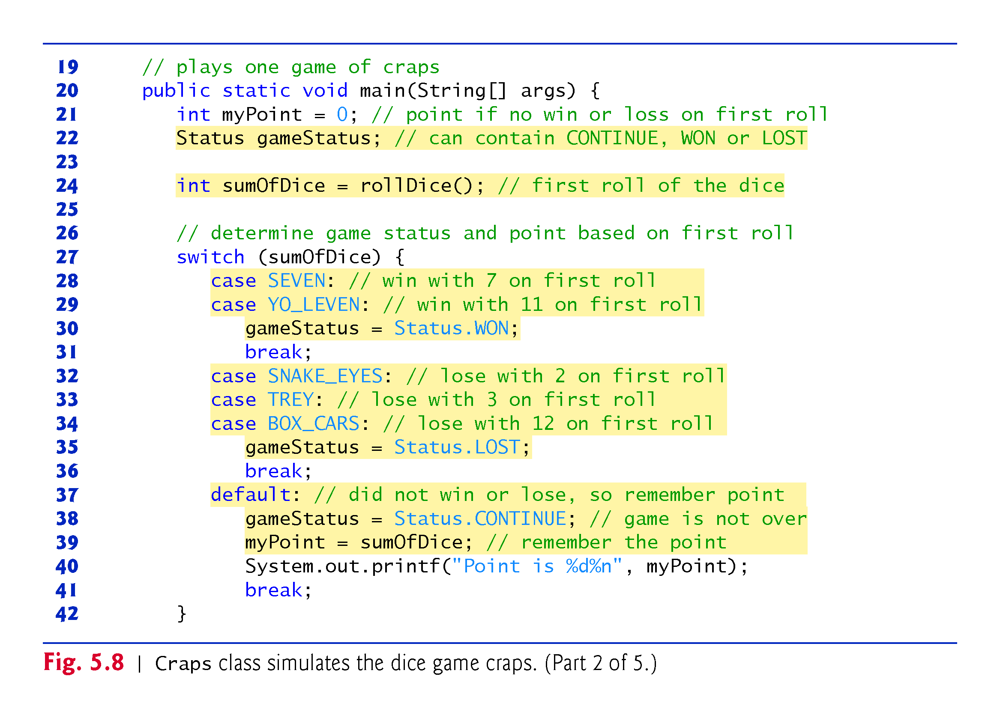 19 // plays one game of craps
20 public static void main(String[] args) {
21 int myPoint = 0; // point if no win or loss on first roll
22 Status gameStatus; // can contain CONTINUE, WON or LOST
23
24 int sumOfDice = rollDice(); // first roll of the dice
25
26 // determine game status and point based on first roll
27 switch (sumOfDice) {
28 case SEVEN: // win with 7 on first roll
29 case YO_LEVEN: // win with 11 on first roll
30 gameStatus = Status.WON;
31 break;
32 case SNAKE_EYES: // lose with 2 on first roll
33 case TREY: // lose with 3 on first roll
34 case BOX_CARS: // lose with 12 on first roll
35 gameStatus = Status.LOST;
36 break;
37 default: // did not win or lose, so remember point
38 gameStatus = Status.CONTINUE; // game is not over
39 myPoint = sumOfDice; // remember the point
40 System.out.printf("Point is %d%n", myPoint);
41 break;
42 }
Fig. 5.8 | Craps class simulates the dice game craps. (Part 2 of 5.)